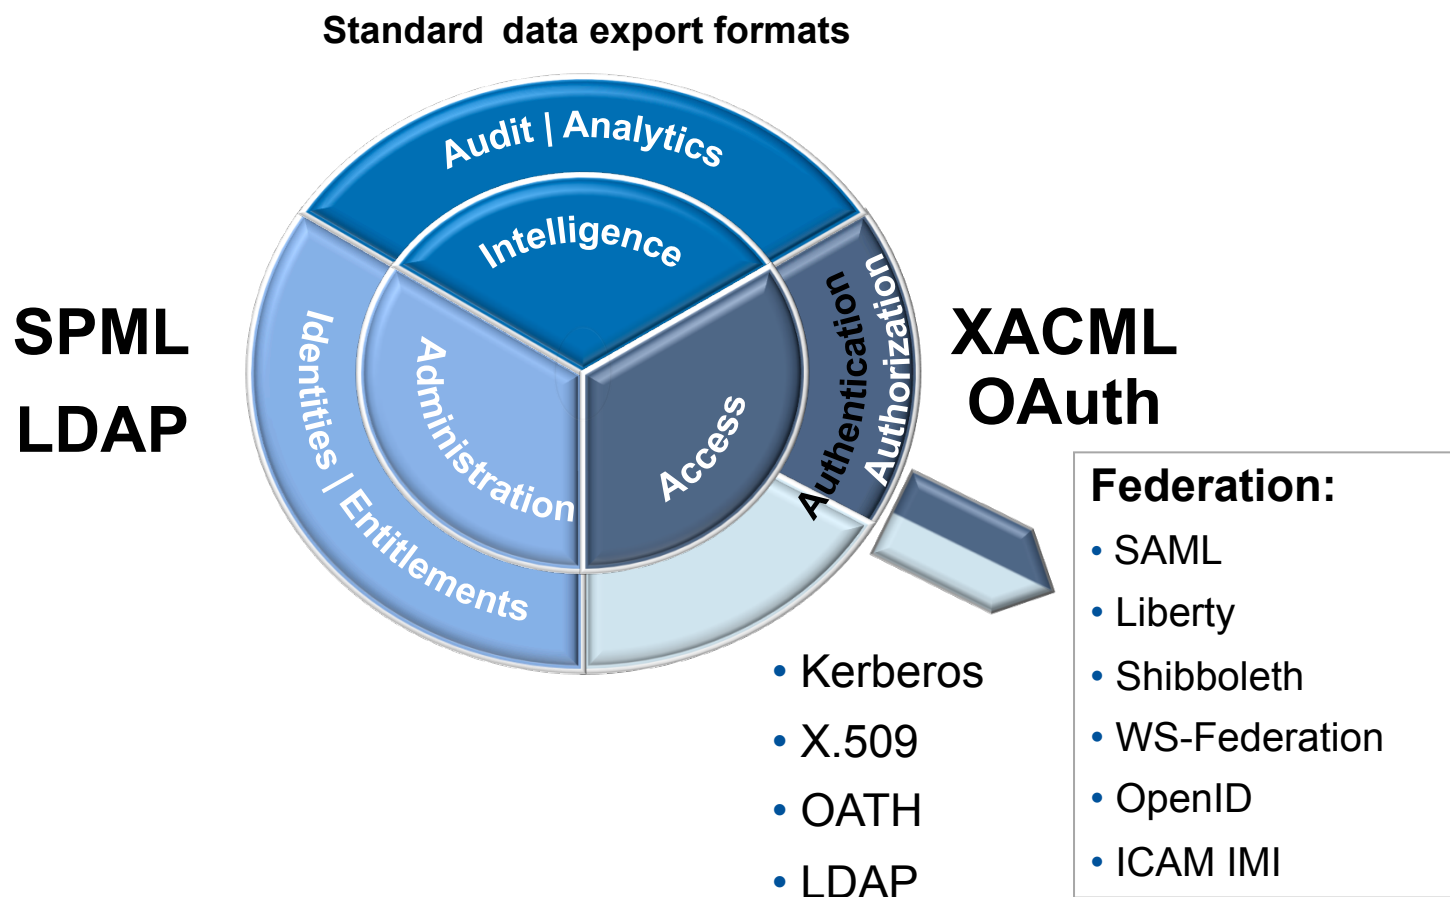 Standard data export formats
Audit | Analytics
Intelligence
SPML
LDAP
Identities | Entitlements
Administration
Access
Authentication
Authorization
XACML
OAuth
Federation:
• SAML
• Liberty
• Shibboleth
• WS-Federation
• OpenID
• ICAM IMI
• Kerberos
• X.509
• OATH
• LDAP